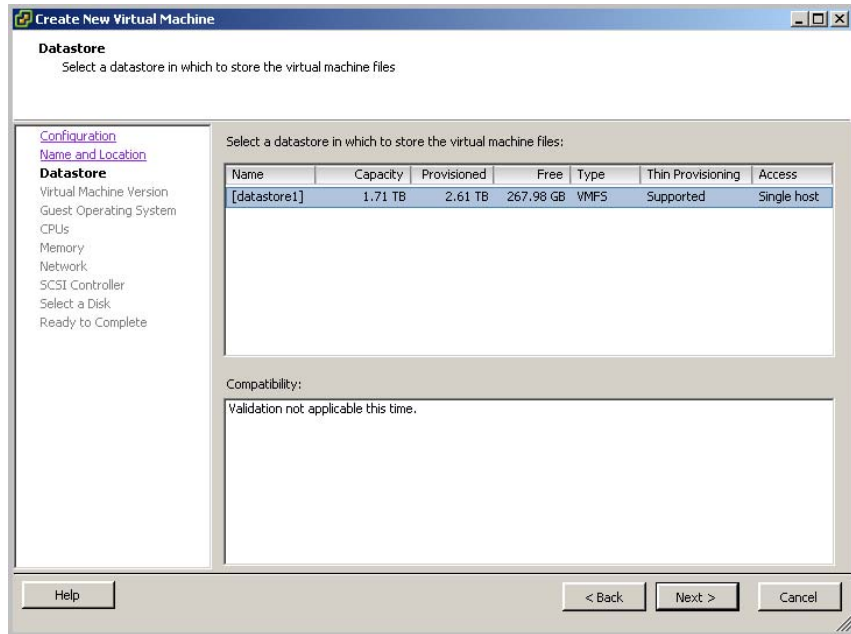 Create New Virtual Machine
Datastore
Select a datastore in which to store the virtual machine files
Configuration
Name and Location
Datastore
Virtual Machine Version
Guest Operating System
CPUs
Memory
Network
SCSI Controller
Select a Disk
Ready to Complete
Select a datastore in which to store the virtual machine files:
Name Capacity Provisioned Free Type Thin Provisioning Access
[datastore1] 1.71 TB 2.61 TB 267.98 GB VMFS Supported Single host
Compatibility:
Validation not applicable this time.
Help < Back Next > Cancel